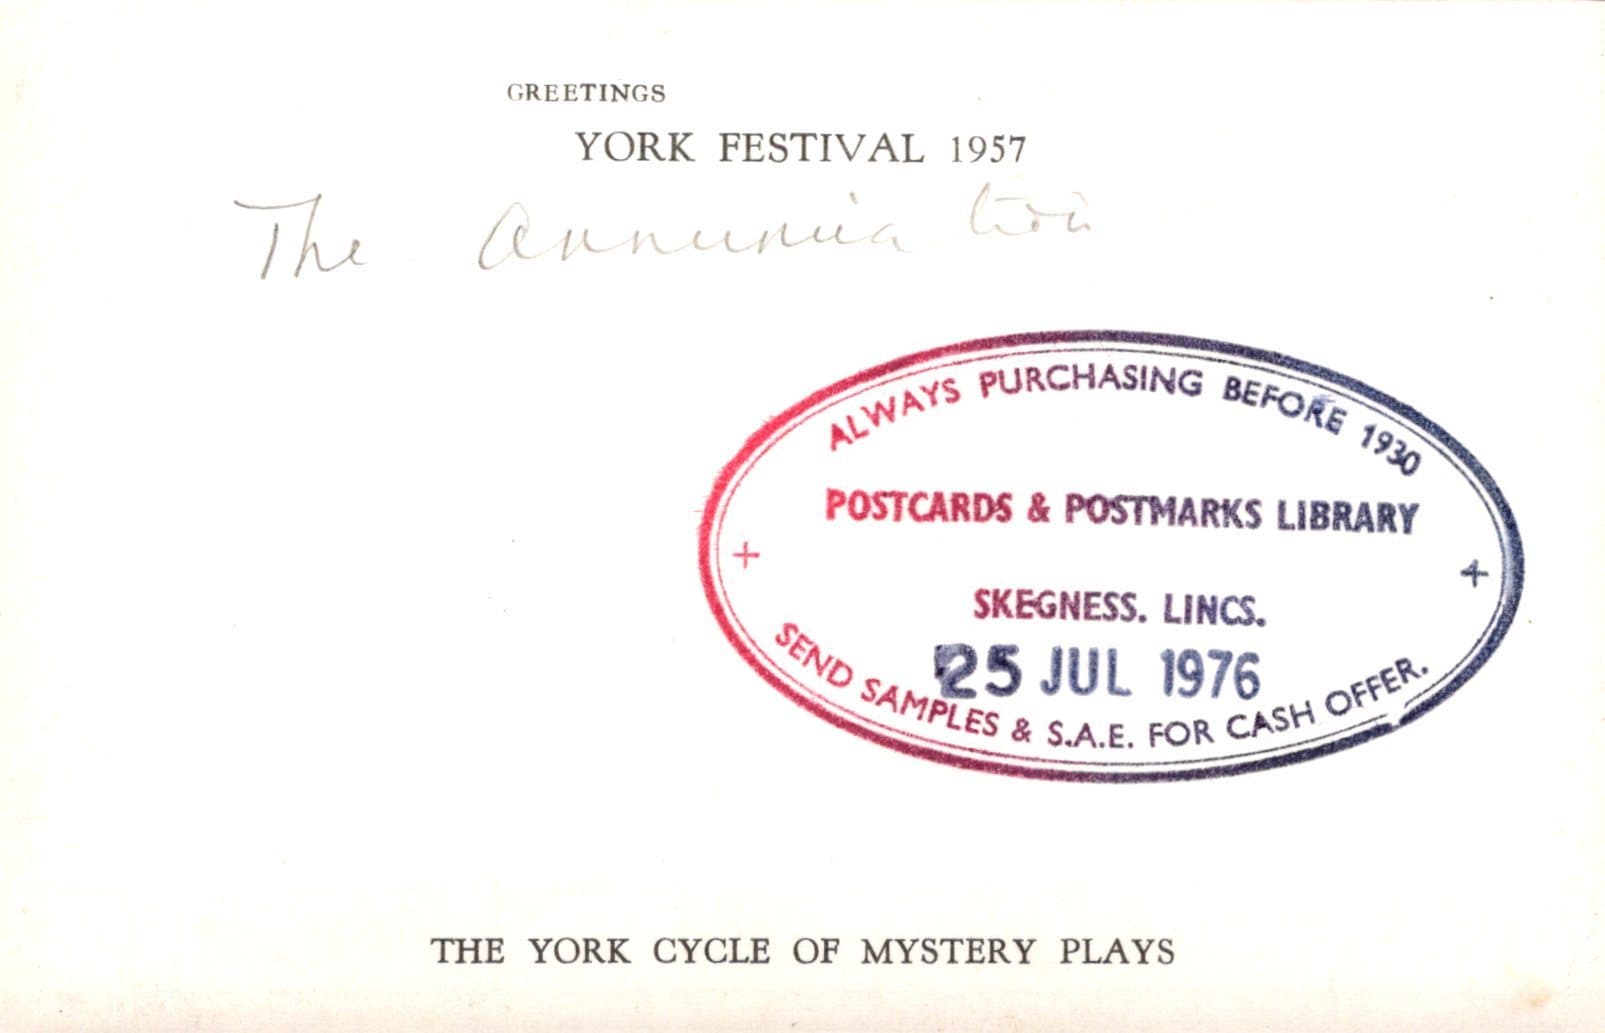 GREETINGS
YORK FESTIVAL 1957
The Annunciation
ALWAYS PURCHASING BEFORE 1930
POSTCARDS & POSTMARKS LIBRARY
+ +
SKEGNESS. LINCS.
25 JUL 1976
SEND SAMPLES & S.A.E. FOR CASH OFFER.
THE YORK CYCLE OF MYSTERY PLAYS